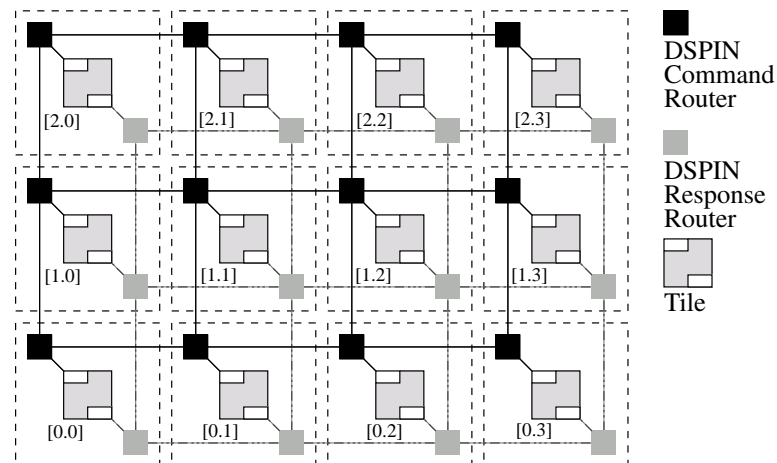 DSPIN
Command
Router
[2.0]
[2.1]
[2.2]
[2.3]
DSPIN
Response
Router
[1.0]
[1.1]
[1.2]
[1.3]
Tile
[0.0]
[0.1]
[0.2]
[0.3]